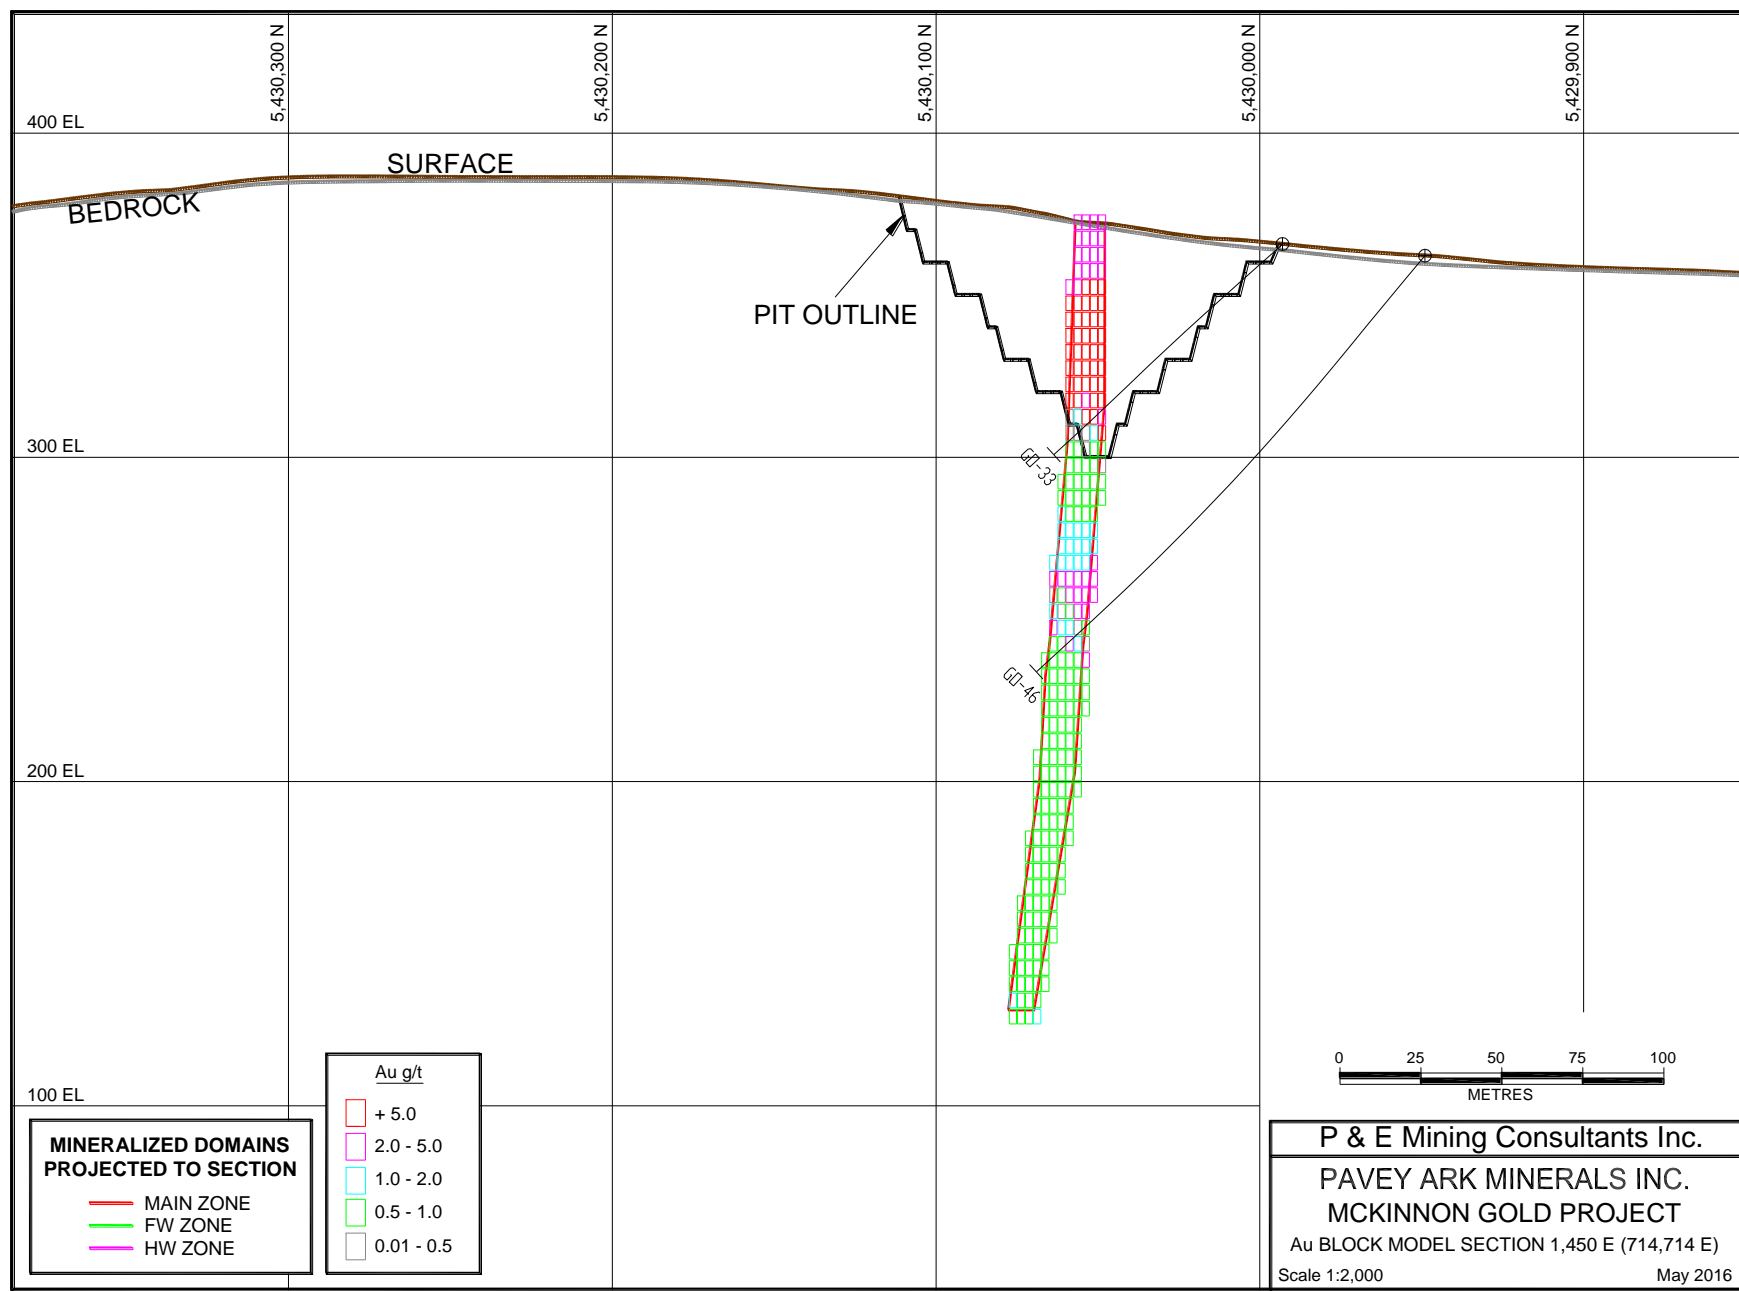 5,430,300 N
5,430,200 N
5,430,100 N
5,430,000 N
5,429,900 N
400 EL
SURFACE
BEDROCK
PIT OUTLINE
300 EL
GO-33
GO-46
200 EL
100 EL
MINERALIZED DOMAINS
PROJECTED TO SECTION
MAIN ZONE
FW ZONE
HW ZONE
Au g/t
+ 5.0
2.0 - 5.0
1.0 - 2.0
0.5 - 1.0
0.01 - 0.5
0 25 50 75 100
METRES
P & E Mining Consultants Inc.
PAVEY ARK MINERALS INC.
MCKINNON GOLD PROJECT
Au BLOCK MODEL SECTION 1,450 E (714,714 E)
Scale 1:2,000 May 2016